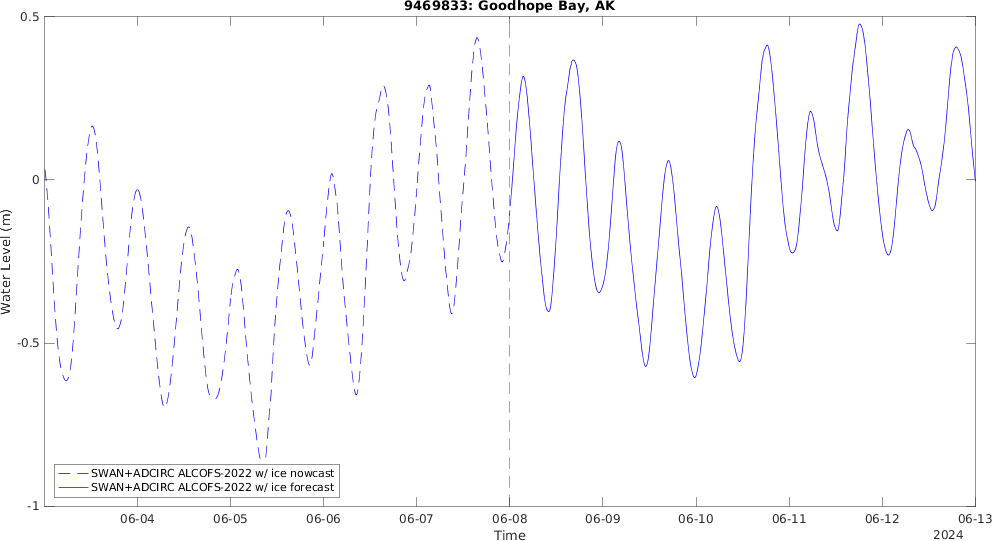 9469833: Goodhope Bay, AK
0.5
0
-0.5
-1
Water Level (m)
SWAN+ADCIRC ALCOFS-2022 w/ ice nowcast
SWAN+ADCIRC ALCOFS-2022 w/ ice forecast
06-04 06-05 06-06 06-07 06-08 06-09 06-10 06-11 06-12 06-13
Time
2024